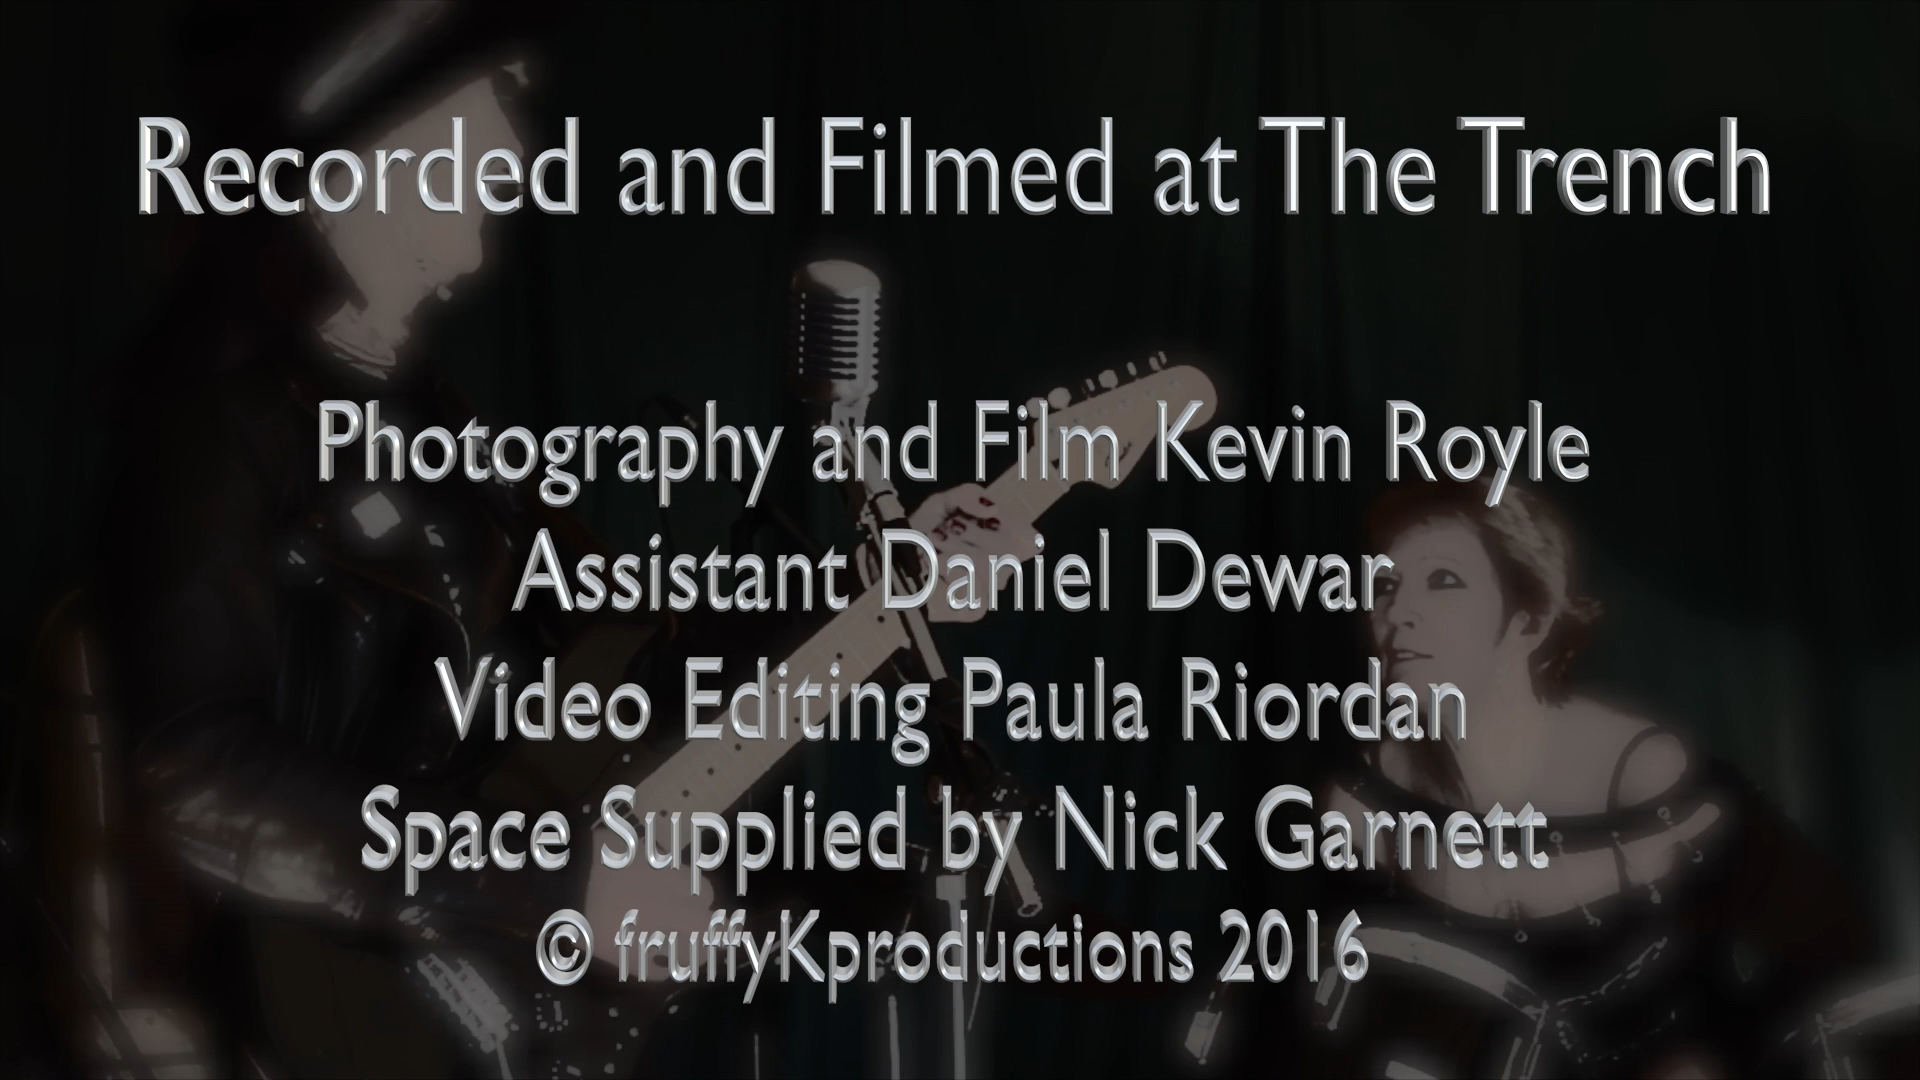 Recorded and Filmed at The Trench
Photography and Film Kevin Royle
Assistant Daniel Dewar
Video Editing Paula Riordan
Space Supplied by Nick Garnett
© fruffyKproductions 2016